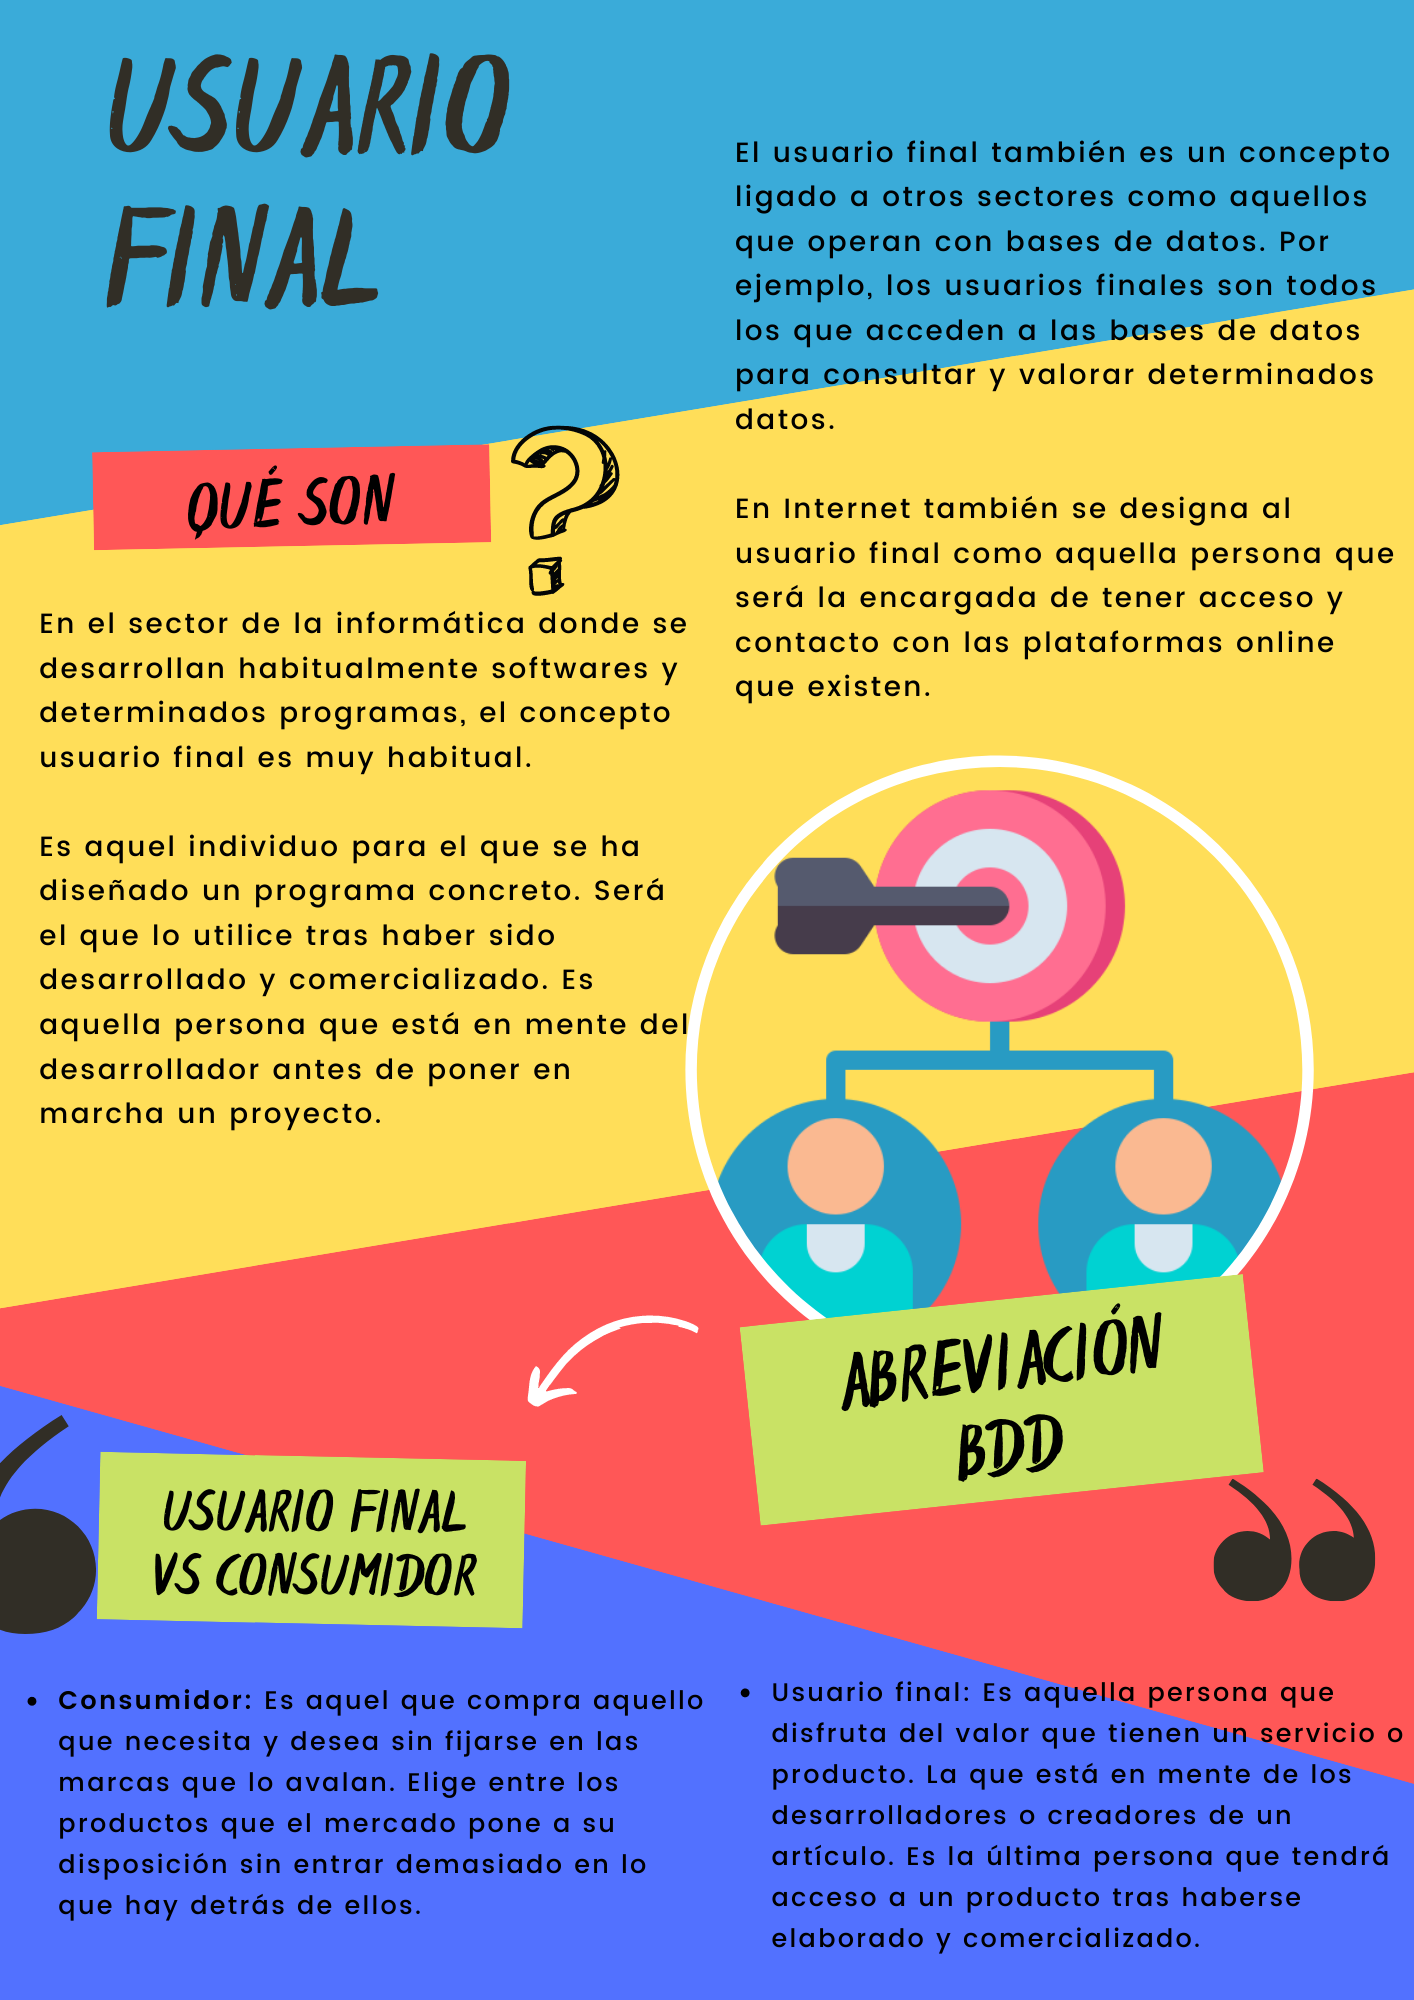 USUARIO
FINAL
QUÉ SON
?
En el sector de la informática donde se
desarrollan habitualmente softwares y
determinados programas, el concepto
usuario final es muy habitual.
Es aquel individuo para el que se ha
diseñado un programa concreto. Será
el que lo utilice tras haber sido
desarrollado y comercializado. Es
aquella persona que está en mente del
desarrollador antes de poner en
marcha un proyecto.
El usuario final también es un concepto
ligado a otros sectores como aquellos
que operan con bases de datos. Por
ejemplo, los usuarios finales son todos
los que acceden a las bases de datos
para consultar y valorar determinados
datos.
En Internet también se designa al
usuario final como aquella persona que
será la encargada de tener acceso y
contacto con las plataformas online
que existen.
ABREVIACIÓN
BDD
USUARIO FINAL
VS CONSUMIDOR
• Consumidor: Es aquel que compra aquello
que necesita y desea sin fijarse en las
marcas que lo avalan. Elige entre los
productos que el mercado pone a su
disposición sin entrar demasiado en lo
que hay detrás de ellos.
• Usuario final: Es aquella persona que
disfruta del valor que tienen un servicio o
producto. La que está en mente de los
desarrolladores o creadores de un
artículo. Es la última persona que tendrá
acceso a un producto tras haberse
elaborado y comercializado.